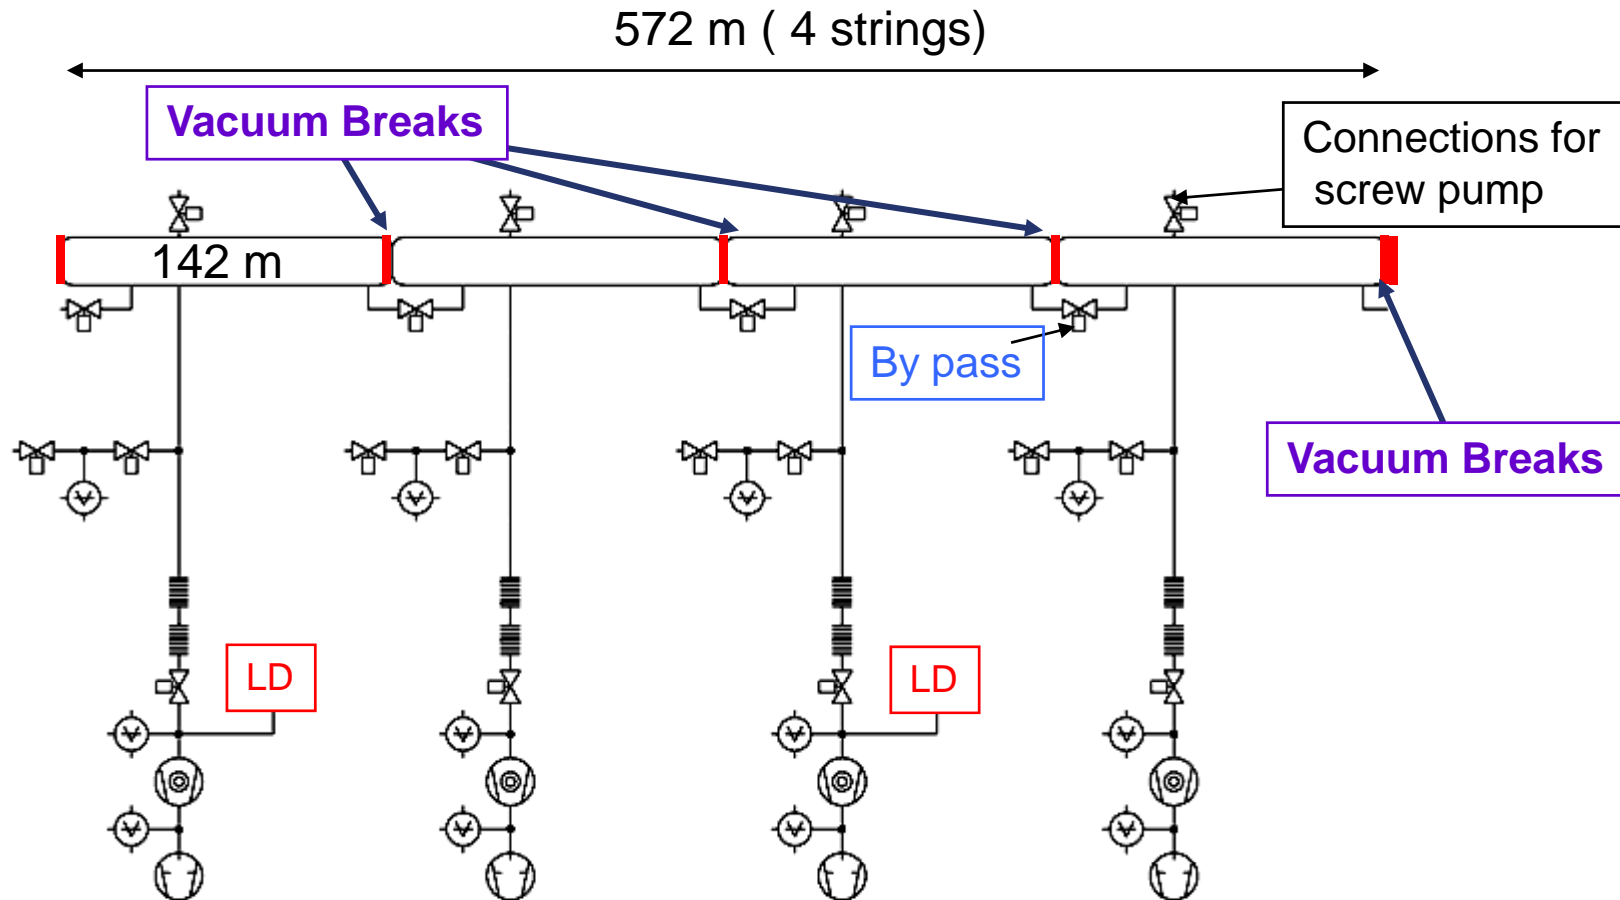 572 m ( 4 strings)
Vacuum Breaks
Connections for
screw pump
142 m
By pass
Vacuum Breaks
LD
LD